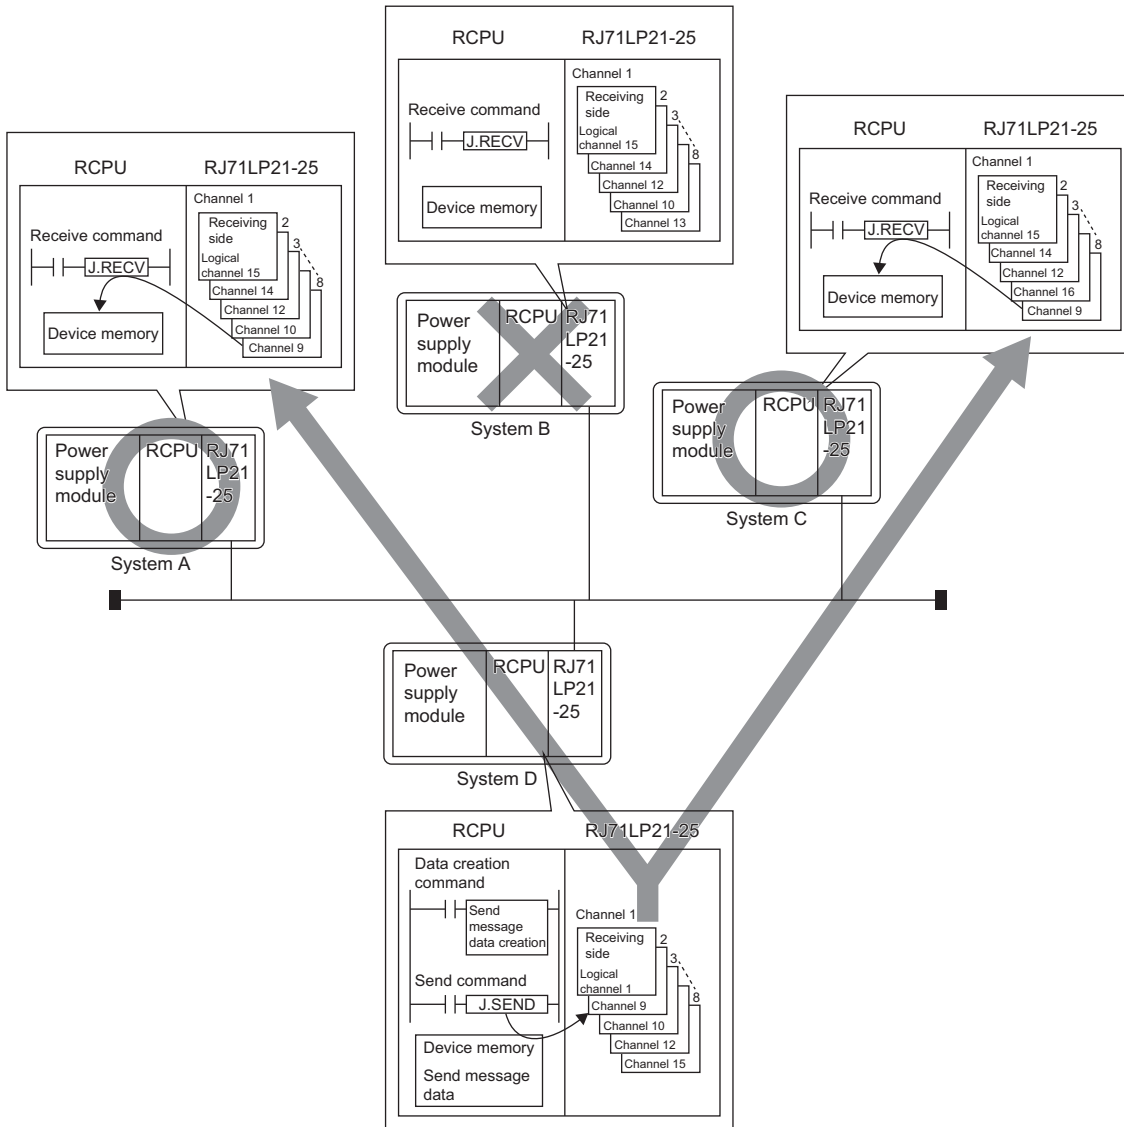 RCPU
RJ71LP21-25
Channel 1
Receive command
J.RECV
Device memory
Receiving
side
Logical
channel 15
2
3
8
Channel 14
Channel 12
Channel 10
Channel 13
Power
supply
module
RCPU
RJ71
LP21
-25
System B
RCPU
RJ71LP21-25
Channel 1
Receive command
J.RECV
Device memory
Receiving
side
Logical
channel 15
2
3
8
Channel 14
Channel 12
Channel 10
Channel 9
Power
supply
module
RCPU
RJ71
LP21
-25
System A
RCPU
RJ71LP21-25
Channel 1
Receive command
J.RECV
Device memory
Receiving
side
Logical
channel 15
2
3
8
Channel 14
Channel 12
Channel 16
Channel 9
Power
supply
module
RCPU
RJ71
LP21
-25
System C
Power
supply
module
RCPU
RJ71
LP21
-25
System D
RCPU
RJ71LP21-25
Data creation
command
Send
message
data creation
Send command
J.SEND
Device memory
Send message
data
Channel 1
Receiving
side
Logical
channel 1
2
3
8
Channel 9
Channel 10
Channel 12
Channel 15